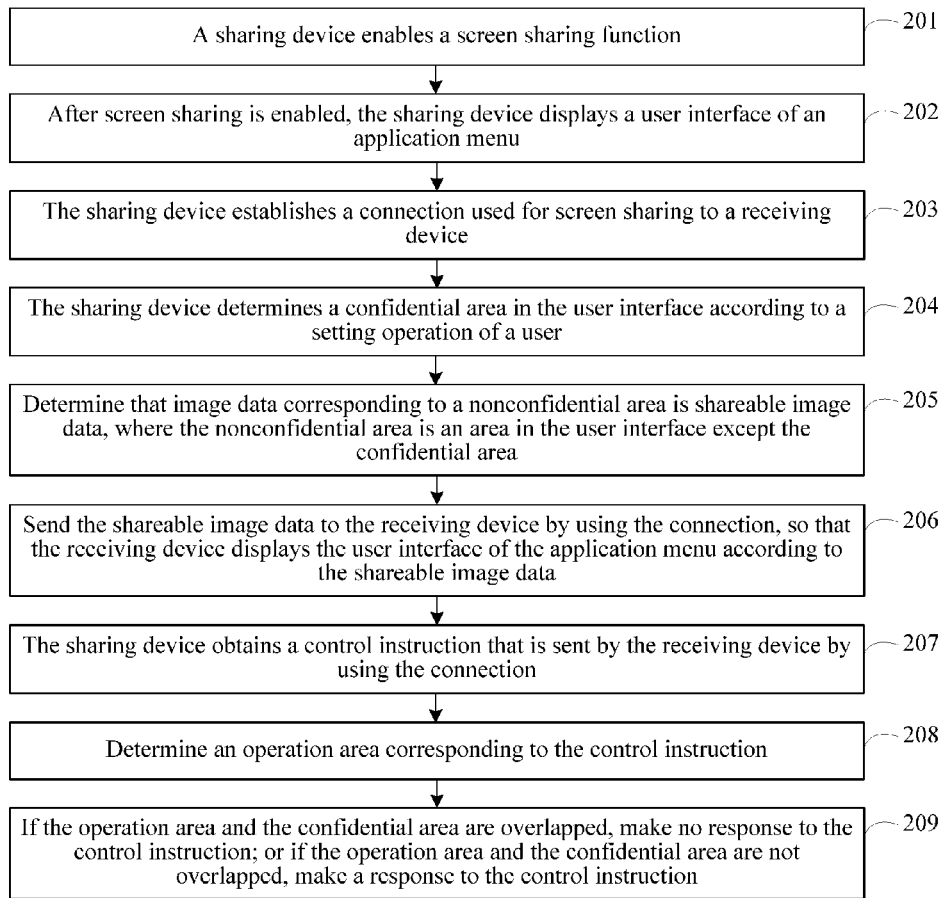 A sharing device enables a screen sharing function
201
After screen sharing is enabled, the sharing device displays a user interface of an
application menu
202
The sharing device establishes a connection used for screen sharing to a receiving
device
203
The sharing device determines a confidential area in the user interface according to a
setting operation of a user
204
Determine that image data corresponding to a nonconfidential area is shareable image
data, where the nonconfidential area is an area in the user interface except the
confidential area
205
Send the shareable image data to the receiving device by using the connection, so that
the receiving device displays the user interface of the application menu according to
the shareable image data
206
The sharing device obtains a control instruction that is sent by the receiving device by
using the connection
207
Determine an operation area corresponding to the control instruction
208
If the operation area and the confidential area are overlapped, make no response to the
control instruction; or if the operation area and the confidential area are not
overlapped, make a response to the control instruction
209